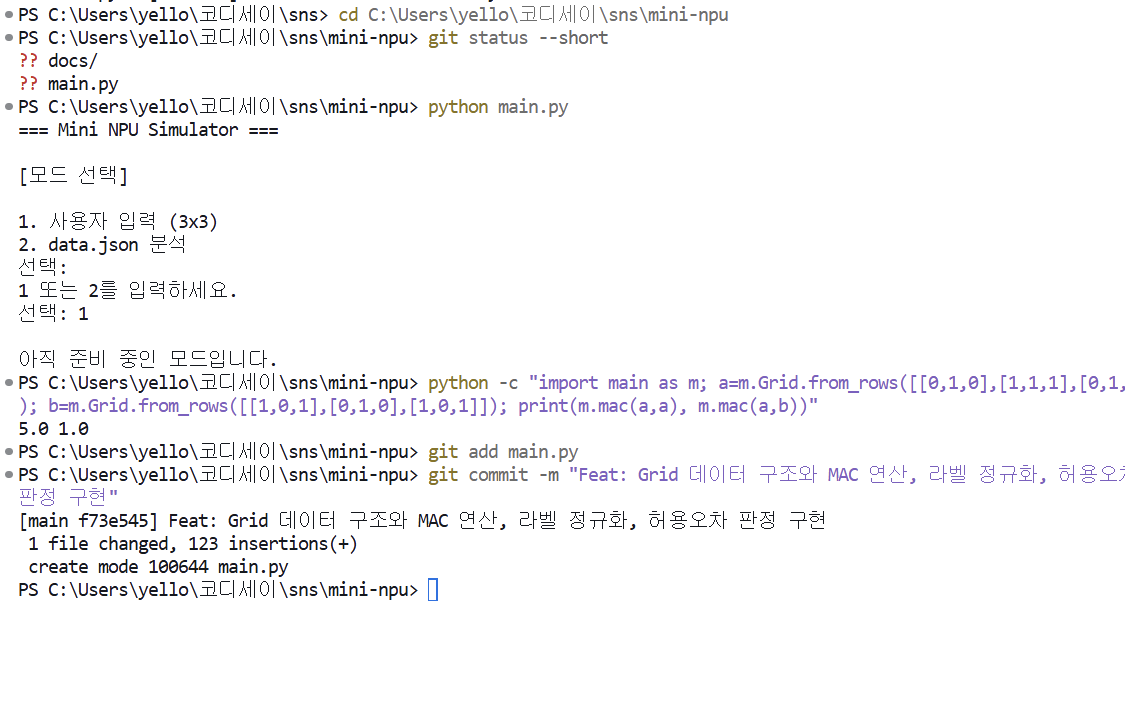 PS C:\Users\yello\코디세이\sns> cd C:\Users\yello\코디세이\sns\mini-npu
PS C:\Users\yello\코디세이\sns\mini-npu> git status --short
?? docs/
?? main.py
PS C:\Users\yello\코디세이\sns\mini-npu> python main.py
=== Mini NPU Simulator ===
[모드 선택]
1. 사용자 입력 (3x3)
2. data.json 분석
선택:
1 또는 2를 입력하세요.
선택: 1
아직 준비 중인 모드입니다.
PS C:\Users\yello\코디세이\sns\mini-npu> python -c "import main as m; a=m.Grid.from_rows([[0,1,0],[1,1,1],[0,1,
); b=m.Grid.from_rows([[1,0,1],[0,1,0],[1,0,1]]); print(m.mac(a,a), m.mac(a,b))"
5.0 1.0
PS C:\Users\yello\코디세이\sns\mini-npu> git add main.py
PS C:\Users\yello\코디세이\sns\mini-npu> git commit -m "Feat: Grid 데이터 구조와 MAC 연산, 라벨 정규화, 허용오차
판정 구현"
[main f73e545] Feat: Grid 데이터 구조와 MAC 연산, 라벨 정규화, 허용오차 판정 구현
1 file changed, 123 insertions(+)
create mode 100644 main.py
PS C:\Users\yello\코디세이\sns\mini-npu>